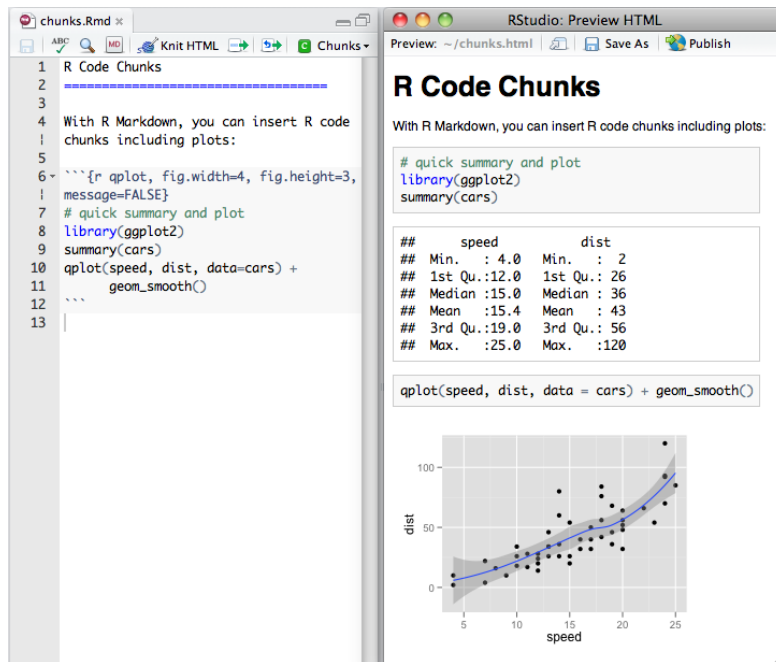 chunks.Rmd ×
ABC MD Knit HTML C Chunks
1 R Code Chunks
2 ====================================
3
4 With R Markdown, you can insert R code
chunks including plots:
5
6 ```{r qplot, fig.width=4, fig.height=3,
message=FALSE}
7 # quick summary and plot
8 library(ggplot2)
9 summary(cars)
10 qplot(speed, dist, data=cars) +
11 geom_smooth()
12 ```
13
RStudio: Preview HTML
Preview: ~/chunks.html Save As Publish
R Code Chunks
With R Markdown, you can insert R code chunks including plots:
# quick summary and plot
library(ggplot2)
summary(cars)
## speed dist
## Min. : 4.0 Min. : 2
## 1st Qu.:12.0 1st Qu.: 26
## Median :15.0 Median : 36
## Mean :15.4 Mean : 43
## 3rd Qu.:19.0 3rd Qu.: 56
## Max. :25.0 Max. :120
qplot(speed, dist, data = cars) + geom_smooth()
100
50
0
dist
5 10 15 20 25
speed